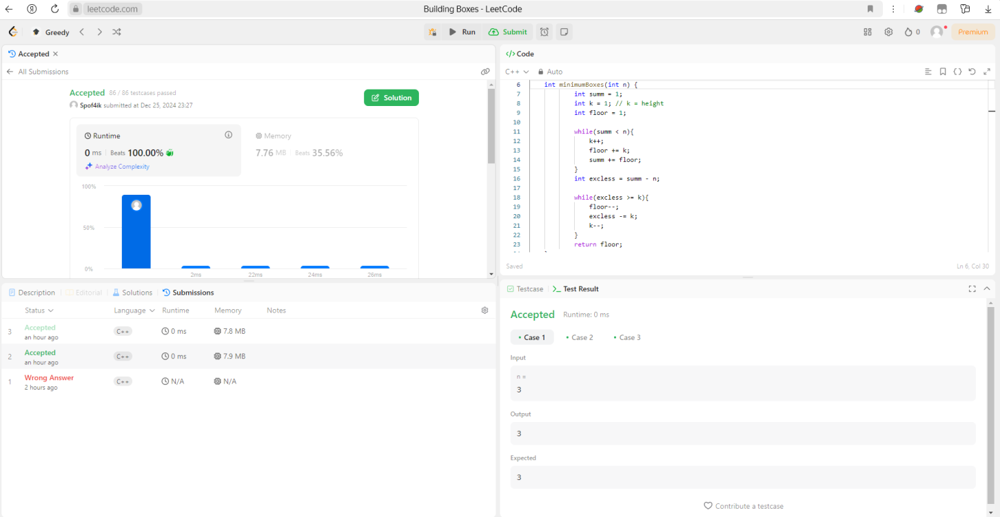 leetcode.com
Building Boxes - LeetCode
Greedy
Run
Submit
0
Premium
Accepted
All Submissions
Accepted 86 / 86 testcases passed
Spof4ik submitted at Dec 25, 2024 23:27
Solution
Runtime
0 ms Beats 100.00%
Analyze Complexity
Memory
7.76 MB Beats 35.56%
100%
50%
0%
2ms 22ms 24ms 26ms
Description Editorial Solutions Submissions
Status Language Runtime Memory Notes
3 Accepted C++ 0 ms 7.8 MB
an hour ago
2 Accepted C++ 0 ms 7.9 MB
an hour ago
1 Wrong Answer C++ N/A N/A
2 hours ago
</> Code
C++ Auto
6 int minimumBoxes(int n) {
7 int summ = 1;
8 int k = 1; // k = height
9 int floor = 1;
10
11 while(summ < n){
12 k++;
13 floor += k;
14 summ += floor;
15 }
16 int excless = summ - n;
17
18 while(excless >= k){
19 floor--;
20 excless -= k;
21 k--;
22 }
23 return floor;
Saved
Ln 6, Col 30
Testcase >_ Test Result
Accepted Runtime: 0 ms
• Case 1 • Case 2 • Case 3
Input
n =
3
Output
3
Expected
3
Contribute a testcase